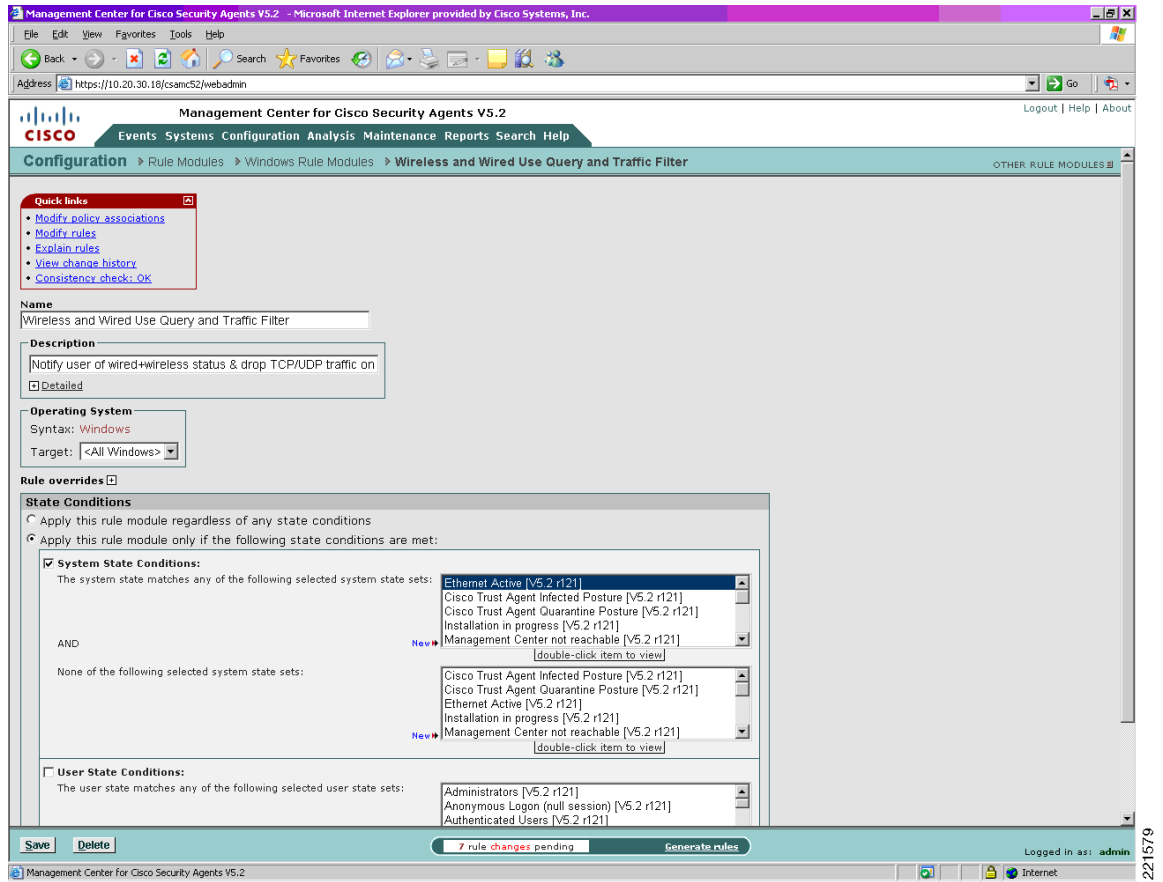 Management Center for Cisco Security Agents V5.2 - Microsoft Internet Explorer provided by Cisco Systems, Inc.
File Edit View Favorites Tools Help
Back Search Favorites
Address https://10.20.30.18/csamc52/webadmin Go
Management Center for Cisco Security Agents V5.2
Logout | Help | About
CISCO
Events Systems Configuration Analysis Maintenance Reports Search Help
Configuration Rule Modules Windows Rule Modules Wireless and Wired Use Query and Traffic Filter
OTHER RULE MODULES
Quick links
Modify policy associations
Modify rules
Explain rules
View change history
Consistency check: OK
Name
Wireless and Wired Use Query and Traffic Filter
Description
Notify user of wired+wireless status & drop TCP/UDP traffic on
Detailed
Operating System
Syntax: Windows
Target: <All Windows>
Rule overrides
State Conditions
Apply this rule module regardless of any state conditions
Apply this rule module only if the following state conditions are met:
System State Conditions:
The system state matches any of the following selected system state sets:
Ethernet Active [V5.2 r121]
Cisco Trust Agent Infected Posture [V5.2 r121]
Cisco Trust Agent Quarantine Posture [V5.2 r121]
Installation in progress [V5.2 r121]
Management Center not reachable [V5.2 r121]
AND
New
double-click item to view
None of the following selected system state sets:
Cisco Trust Agent Infected Posture [V5.2 r121]
Cisco Trust Agent Quarantine Posture [V5.2 r121]
Ethernet Active [V5.2 r121]
Installation in progress [V5.2 r121]
Management Center not reachable [V5.2 r121]
New
double-click item to view
User State Conditions:
The user state matches any of the following selected user state sets:
Administrators [V5.2 r121]
Anonymous Logon (null session) [V5.2 r121]
Authenticated Users [V5.2 r121]
Save Delete
7 rule changes pending Generate rules
Logged in as: admin
Management Center for Cisco Security Agents V5.2
Internet
221579